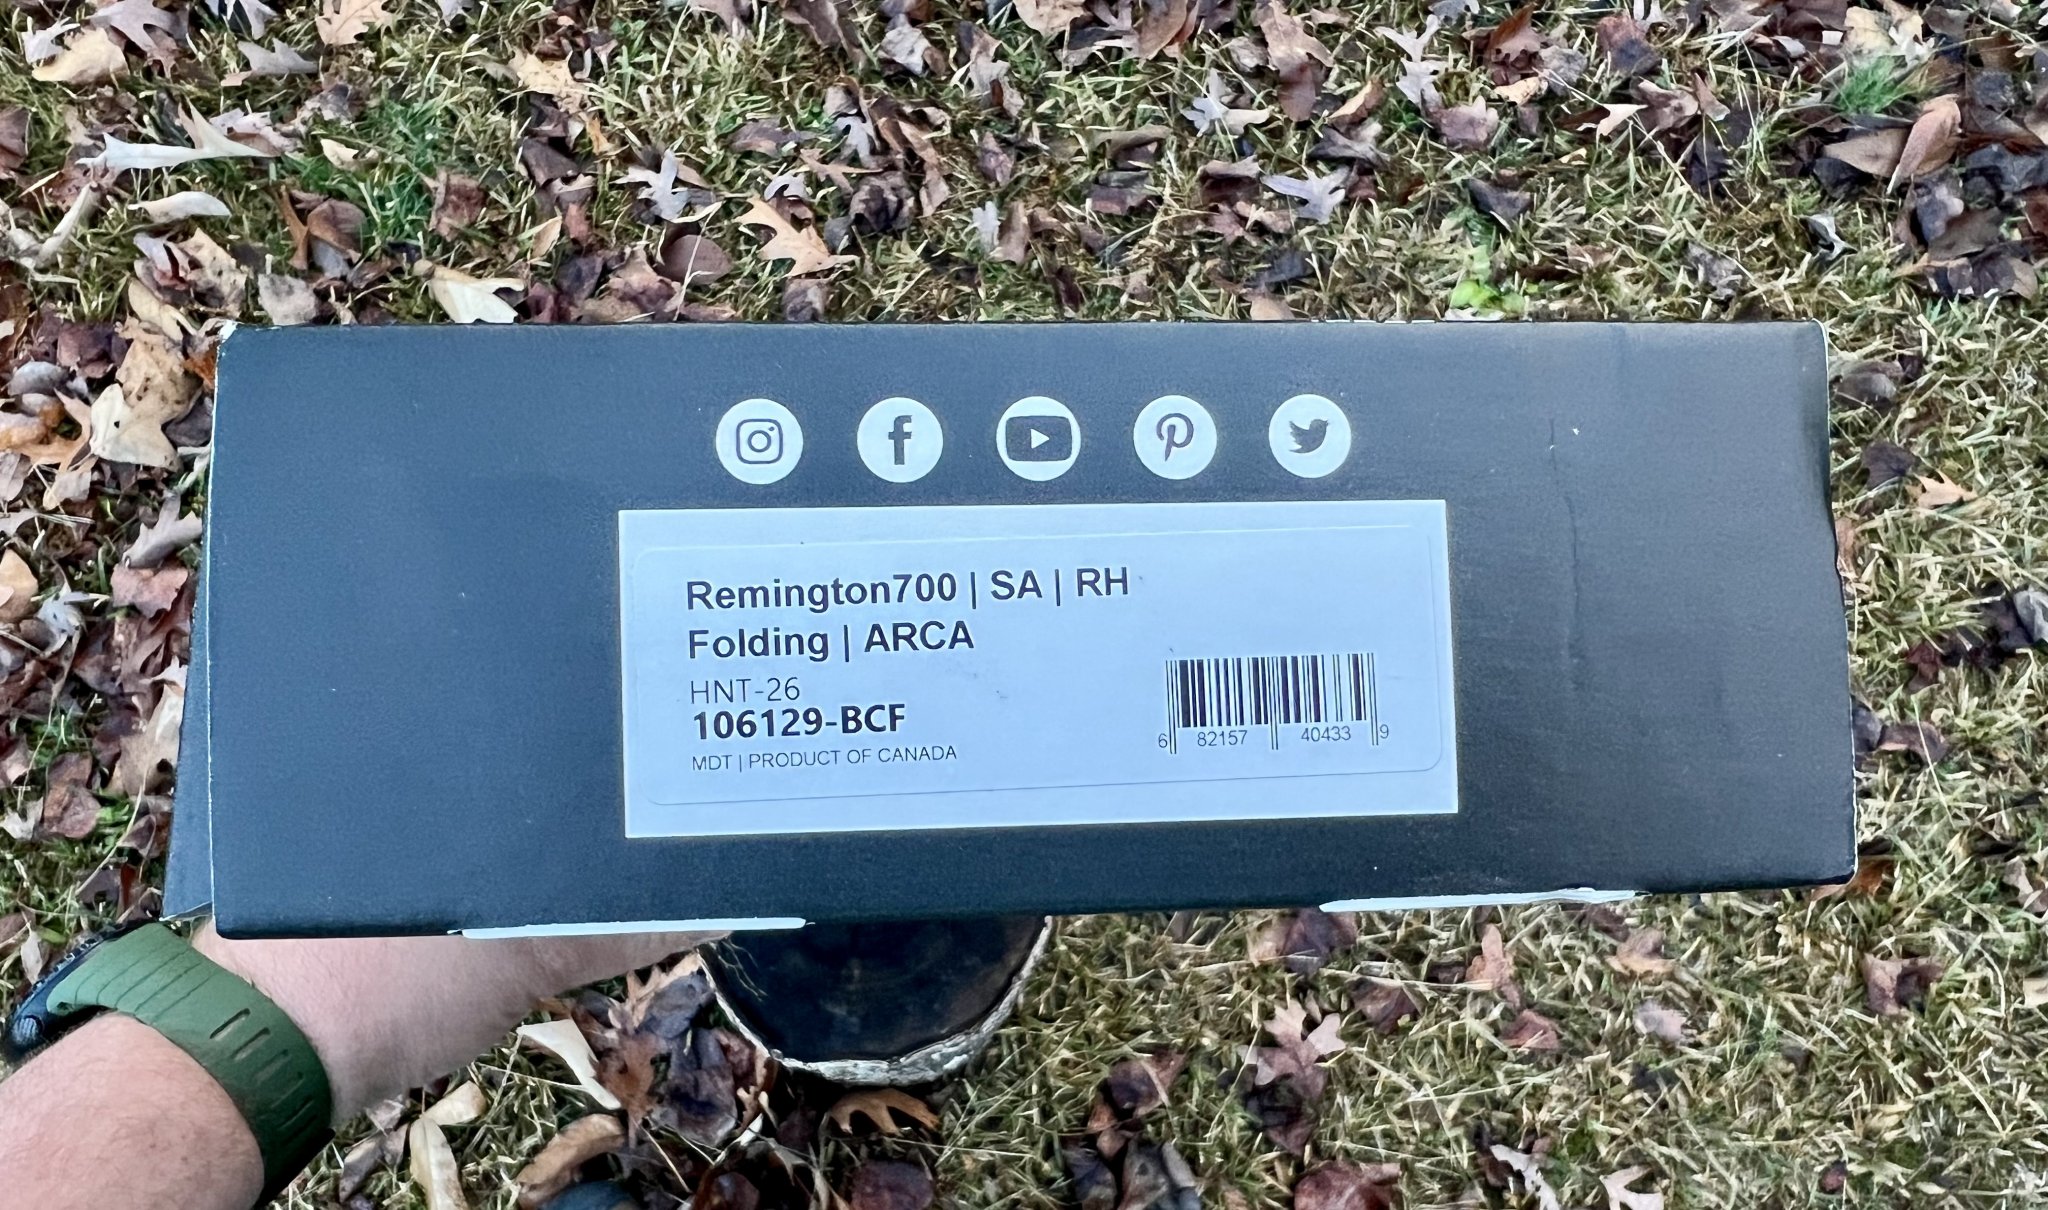 Remington700 | SA | RH
Folding | ARCA
HNT-26
106129-BCF
MDT | PRODUCT OF CANADA
6 82157 40433 9